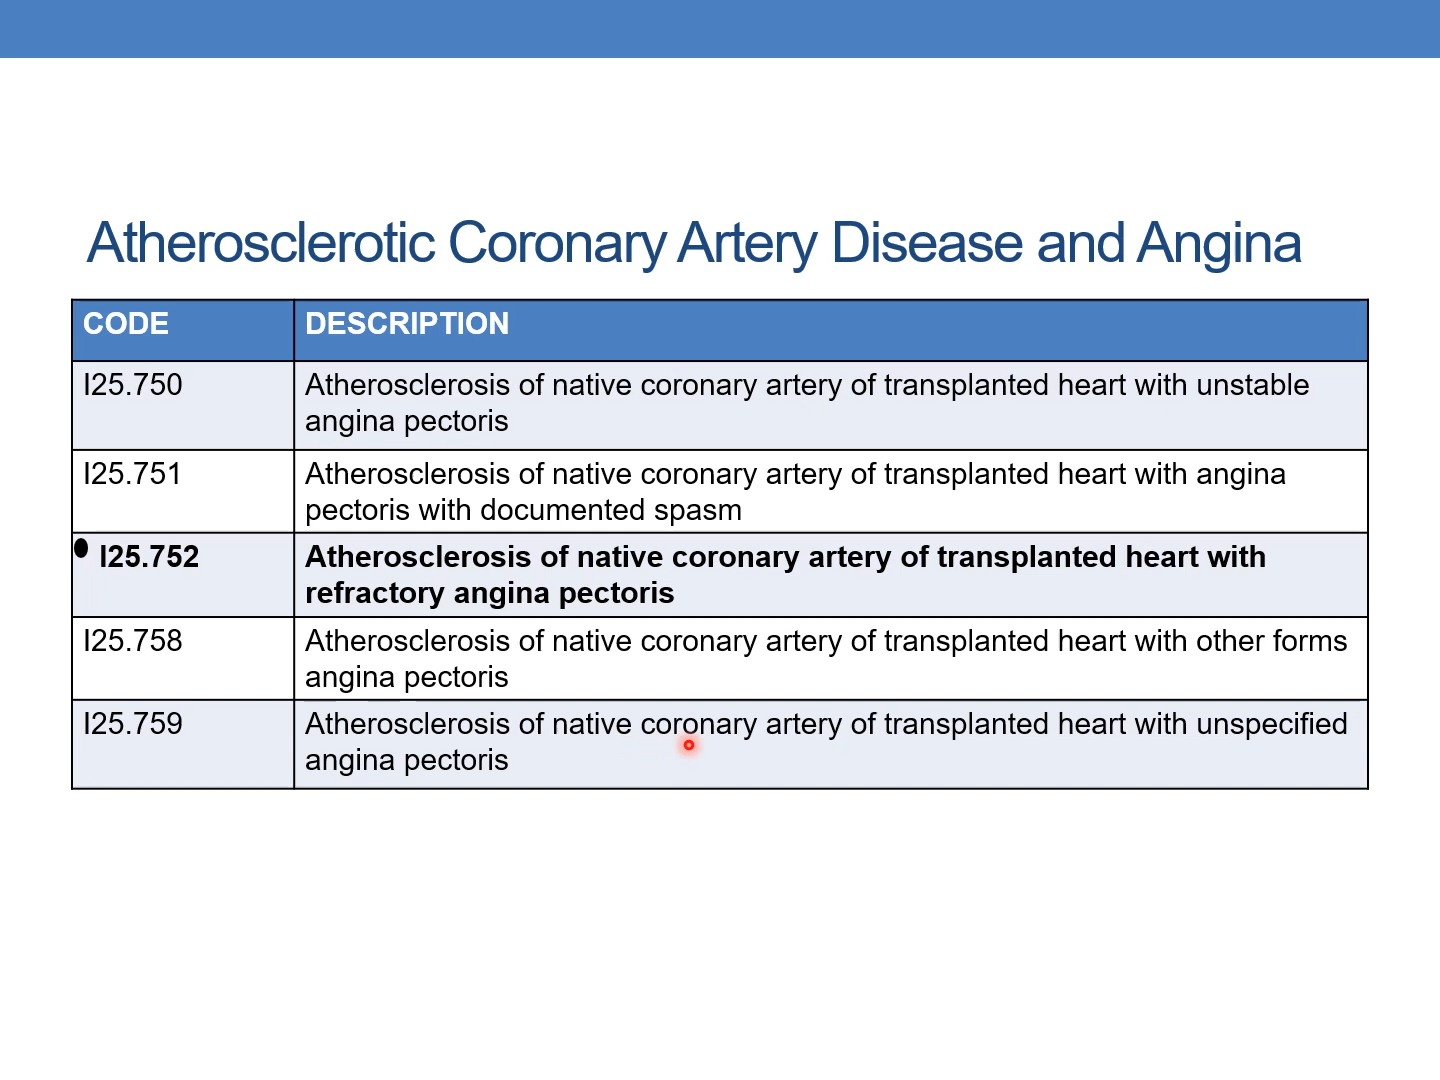 Atherosclerotic Coronary Artery Disease and Angina
CODE DESCRIPTION
I25.750 Atherosclerosis of native coronary artery of transplanted heart with unstable
angina pectoris
I25.751 Atherosclerosis of native coronary artery of transplanted heart with angina
pectoris with documented spasm
• I25.752 Atherosclerosis of native coronary artery of transplanted heart with
refractory angina pectoris
I25.758 Atherosclerosis of native coronary artery of transplanted heart with other forms
angina pectoris
I25.759 Atherosclerosis of native coronary artery of transplanted heart with unspecified
angina pectoris